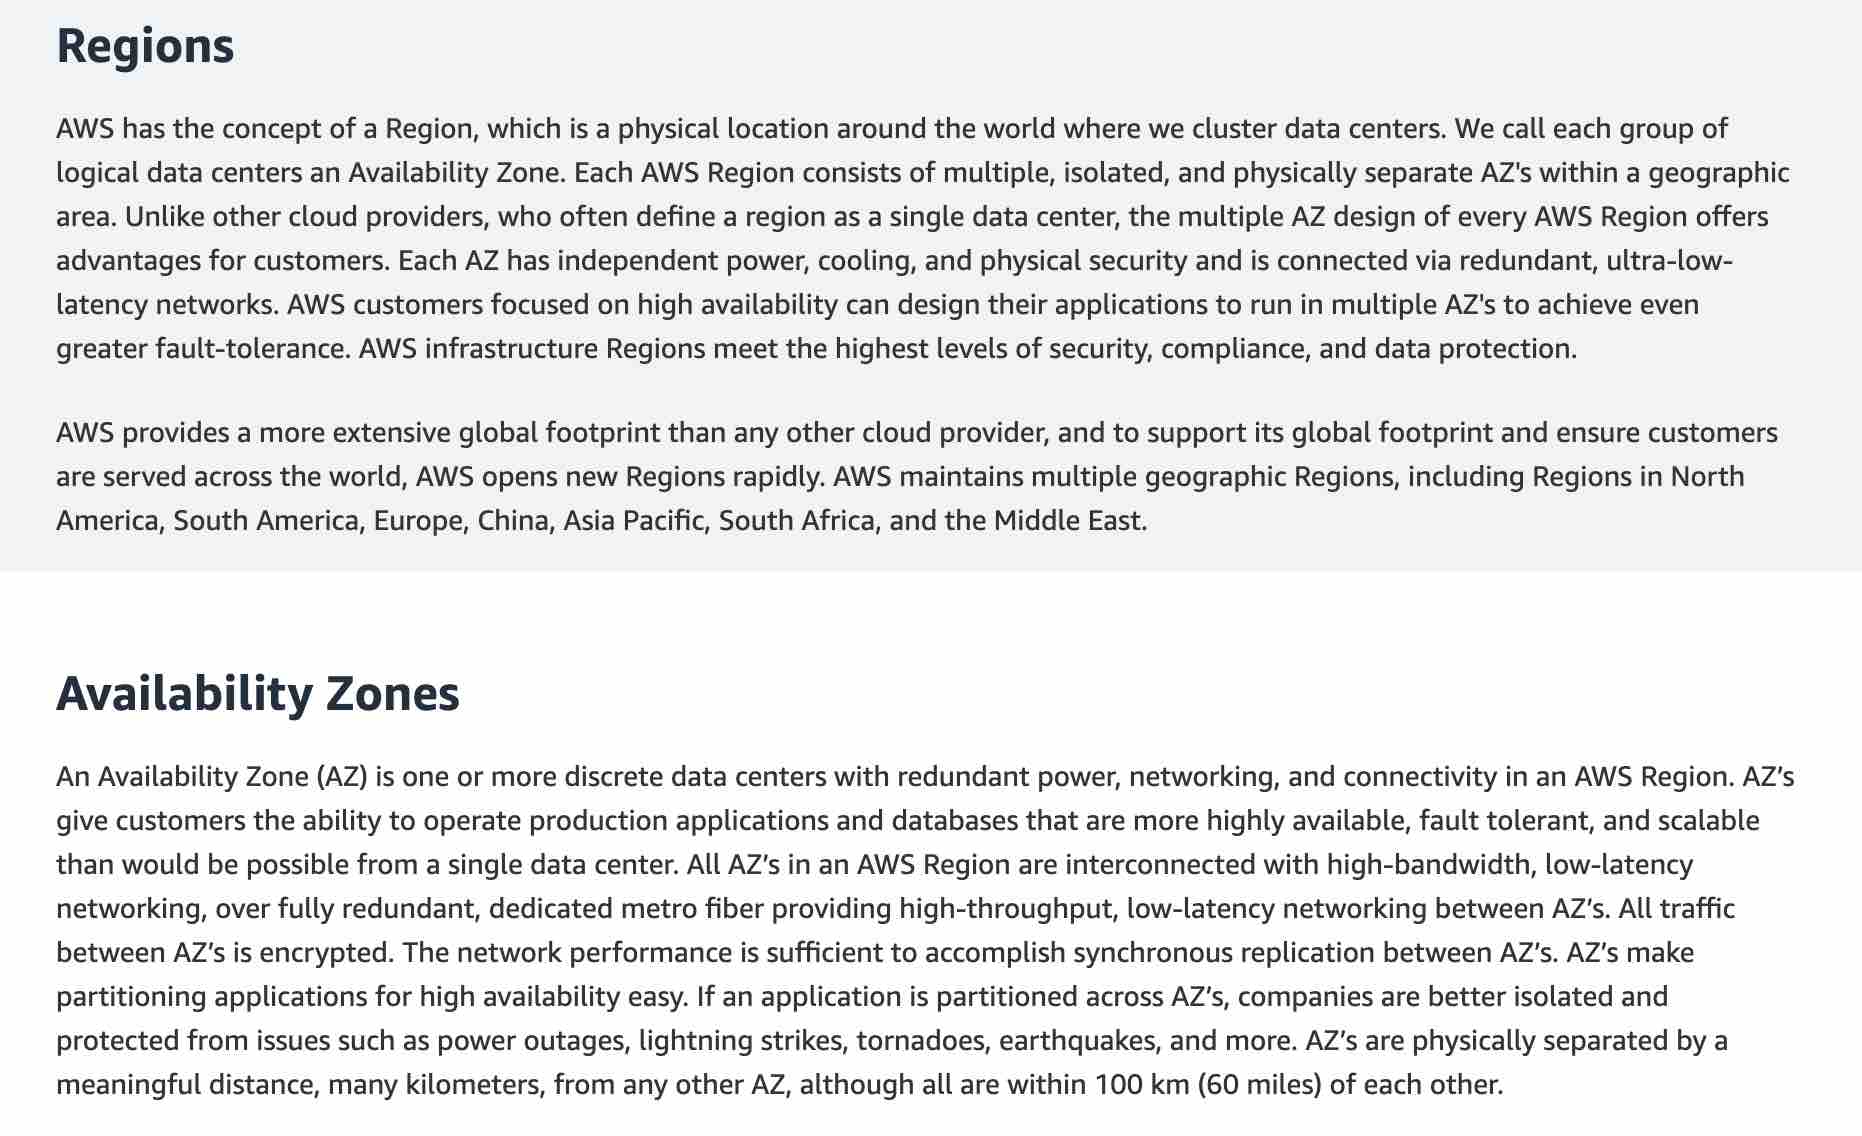 Regions
AWS has the concept of a Region, which is a physical location around the world where we cluster data centers. We call each group of
logical data centers an Availability Zone. Each AWS Region consists of multiple, isolated, and physically separate AZ's within a geographic
area. Unlike other cloud providers, who often define a region as a single data center, the multiple AZ design of every AWS Region offers
advantages for customers. Each AZ has independent power, cooling, and physical security and is connected via redundant, ultra-low-
latency networks. AWS customers focused on high availability can design their applications to run in multiple AZ's to achieve even
greater fault-tolerance. AWS infrastructure Regions meet the highest levels of security, compliance, and data protection.
AWS provides a more extensive global footprint than any other cloud provider, and to support its global footprint and ensure customers
are served across the world, AWS opens new Regions rapidly. AWS maintains multiple geographic Regions, including Regions in North
America, South America, Europe, China, Asia Pacific, South Africa, and the Middle East.
Availability Zones
An Availability Zone (AZ) is one or more discrete data centers with redundant power, networking, and connectivity in an AWS Region. AZ’s
give customers the ability to operate production applications and databases that are more highly available, fault tolerant, and scalable
than would be possible from a single data center. All AZ’s in an AWS Region are interconnected with high-bandwidth, low-latency
networking, over fully redundant, dedicated metro fiber providing high-throughput, low-latency networking between AZ’s. All traffic
between AZ’s is encrypted. The network performance is sufficient to accomplish synchronous replication between AZ’s. AZ’s make
partitioning applications for high availability easy. If an application is partitioned across AZ’s, companies are better isolated and
protected from issues such as power outages, lightning strikes, tornadoes, earthquakes, and more. AZ’s are physically separated by a
meaningful distance, many kilometers, from any other AZ, although all are within 100 km (60 miles) of each other.